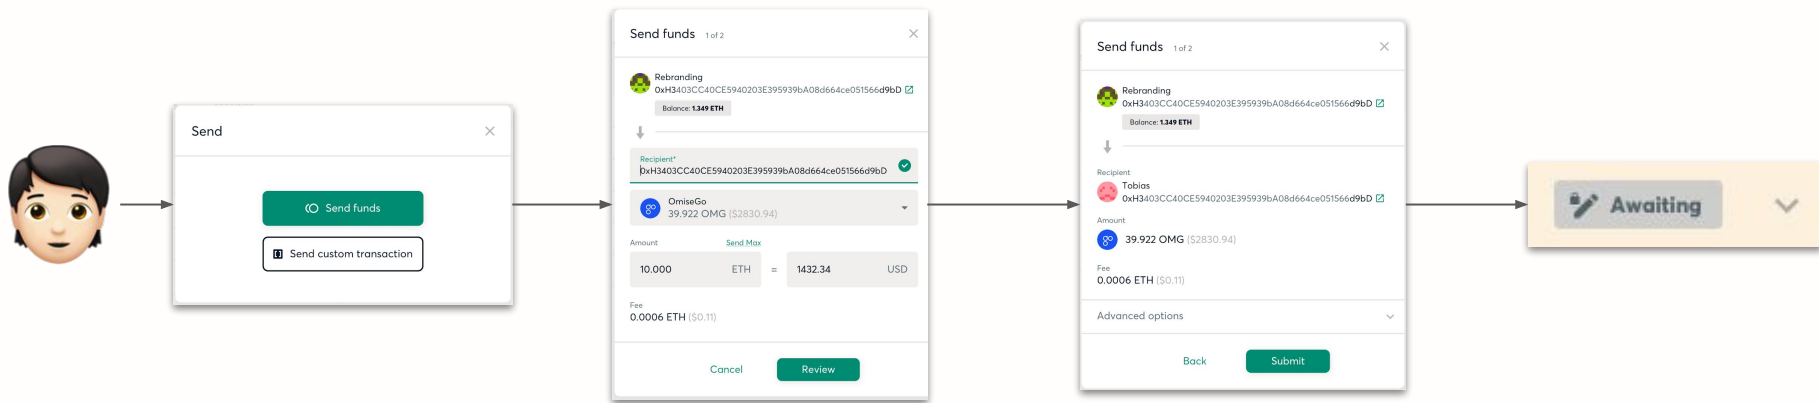 Send
Send funds
Send custom transaction
Send funds 1 of 2
Rebranding
0xH3403CC40CE5940203E395939bA08d664ce051566d9bD
Balance: 1.349 ETH
Recipient*
0xH3403CC40CE5940203E395939bA08d664ce051566d9bD
OmiseGo
39.922 OMG ($2830.94)
Amount Send Max
10.000 ETH = 1432.34 USD
Fee
0.0006 ETH ($0.11)
Cancel Review
Send funds 1 of 2
Rebranding
0xH3403CC40CE5940203E395939bA08d664ce051566d9bD
Balance: 1.349 ETH
Recipient
Tobias
0xH3403CC40CE5940203E395939bA08d664ce051566d9bD
Amount
39.922 OMG ($2830.94)
Fee
0.0006 ETH ($0.11)
Advanced options
Back Submit
Awaiting